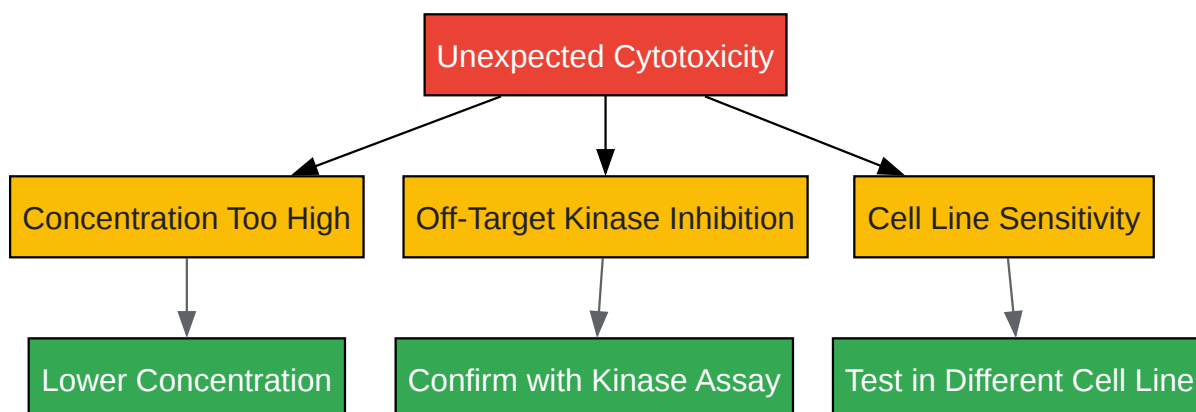 Unexpected Cytotoxicity
Concentration Too High
Off-Target Kinase Inhibition
Cell Line Sensitivity
Lower Concentration
Confirm with Kinase Assay
Test in Different Cell Line